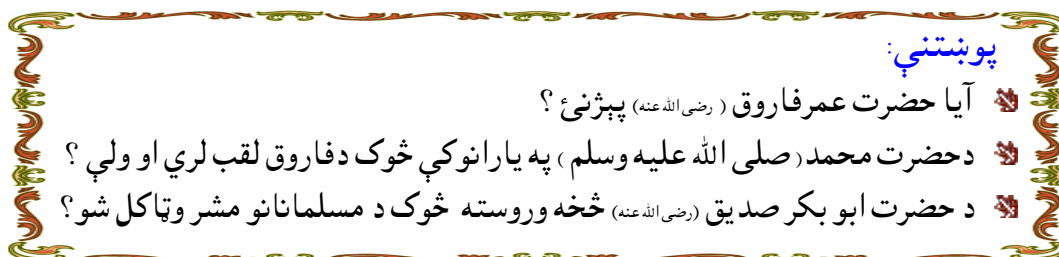 پوښتنې:
آیا حضرت عمرفاروق ( رضی الله عنه) پېژنئ ؟
دحضرت محمد(صلی الله علیه وسلم ) په یارانوکې څوک دفاروق لقب لري او ولې ؟
د حضرت ابو بکر صدیق (رضی الله عنه) څخه وروسته څوک د مسلمانانو مشر وټاکل شو؟